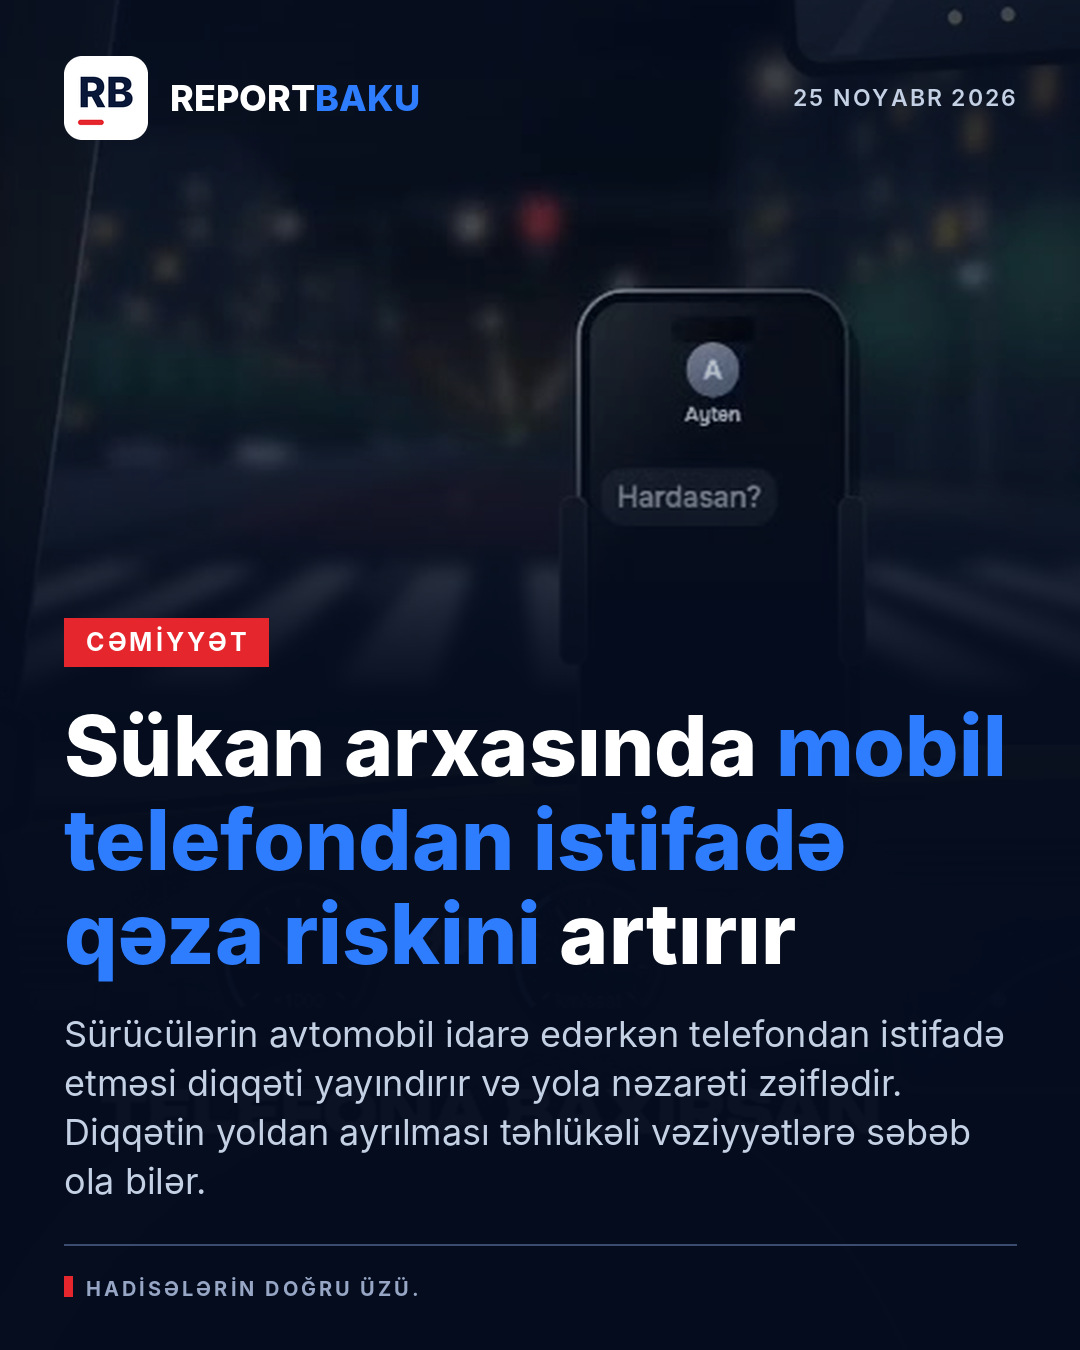 RB REPORTBAKU
25 NOYABR 2026
A
Ayten
Hardasan?
CƏMİYYƏT
Sükan arxasında mobil
telefondan istifadə
qəza riskini artırır
Sürücülərin avtomobil idarə edərkən telefondan istifadə
etməsi diqqəti yayındırır və yola nəzarəti zəiflədir.
Diqqətin yoldan ayrılması təhlükəli vəziyyətlərə səbəb
ola bilər.
HADİSƏLƏRİN DOĞRU ÜZÜ.